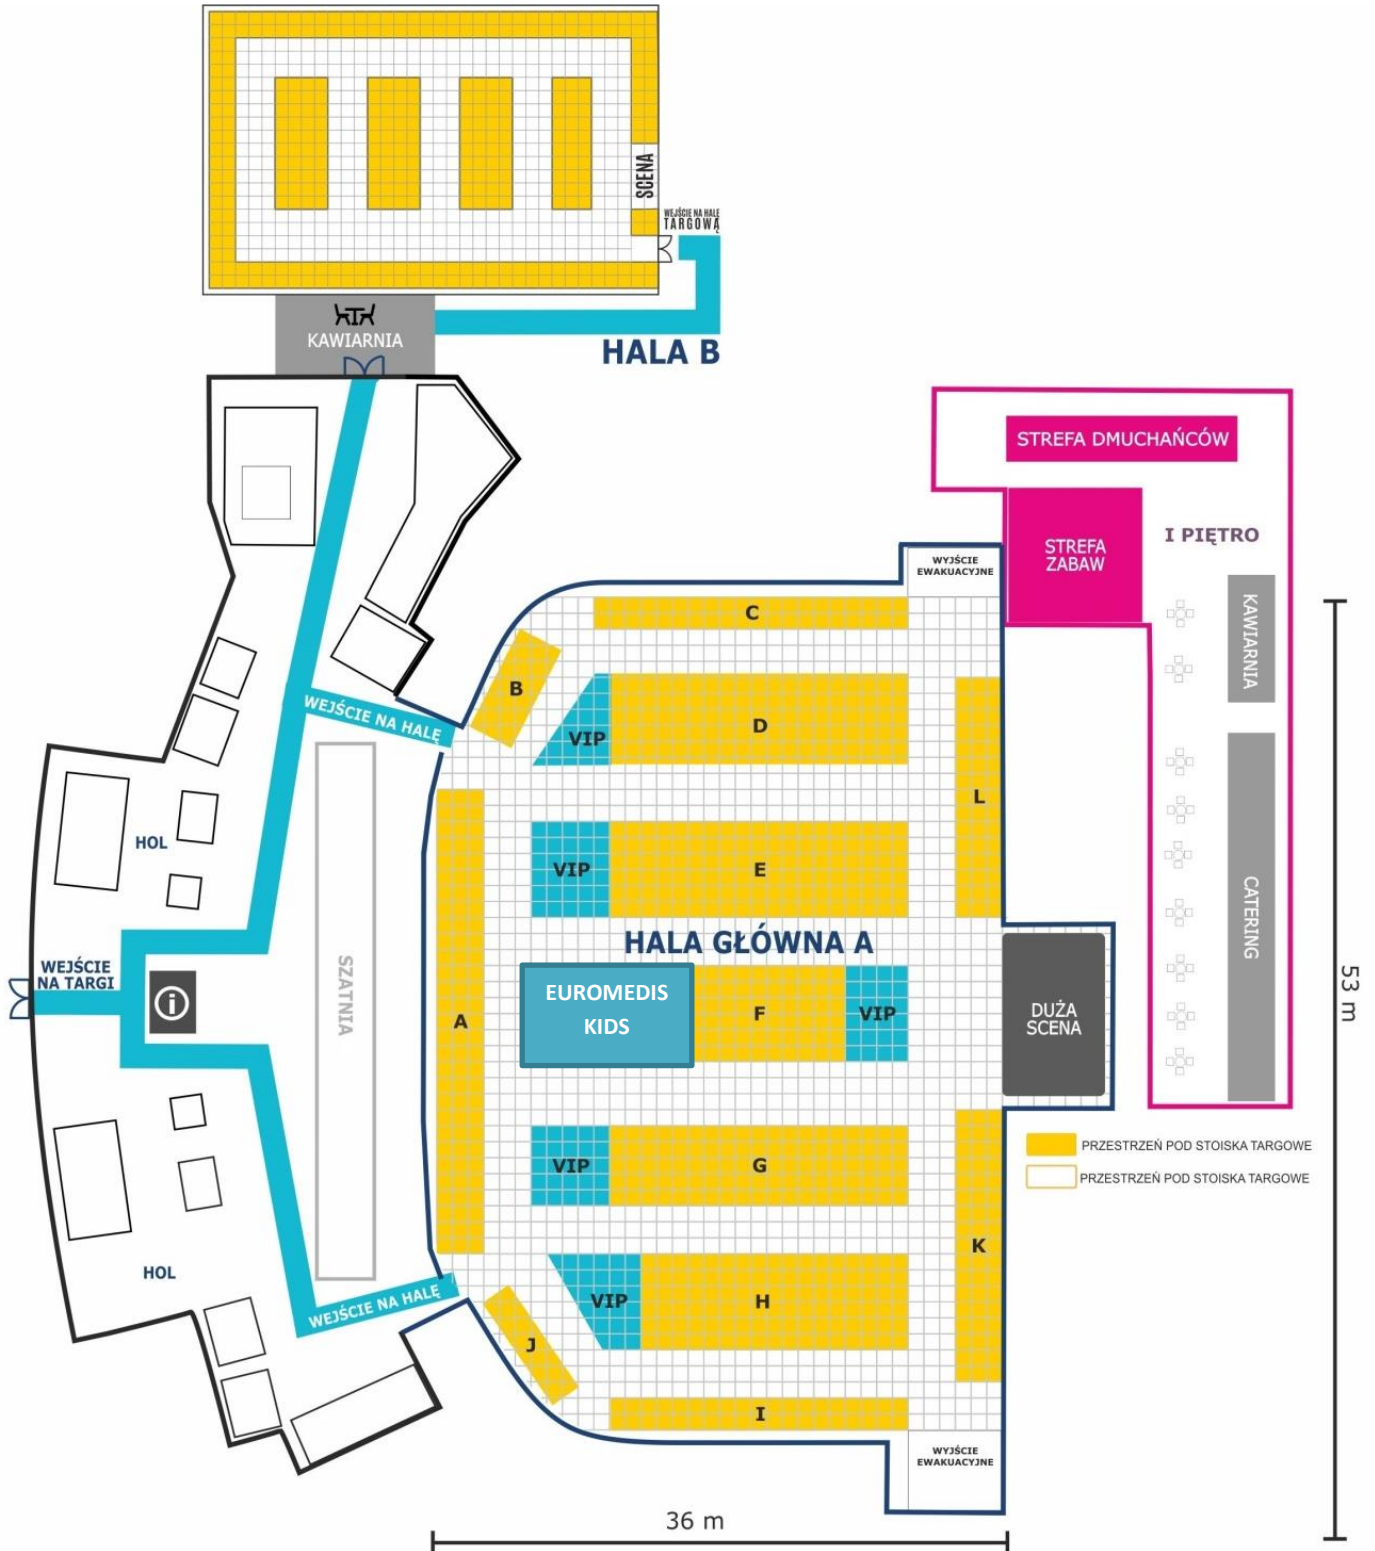 SCENA
WEJŚCIE NA HALĘ
TARGOWĄ
KAWIARNIA
HALA B
STREFA DMUCHAŃCÓW
STREFA
ZABAW
I PIĘTRO
KAWIARNIA
CATERING
WYJŚCIE
EWAKUACYJNE
C
B
D
VIP
WEJŚCIE NA HALĘ
L
HOL
VIP
E
HALA GŁÓWNA A
WEJŚCIE
NA TARGI
i
SZATNIA
A
EUROMEDIS
KIDS
F
VIP
DUŻA
SCENA
53 m
PRZESTRZEŃ POD STOISKA TARGOWE
PRZESTRZEŃ POD STOISKA TARGOWE
VIP
G
K
HOL
WEJŚCIE NA HALĘ
VIP
H
J
I
WYJŚCIE
EWAKUACYJNE
36 m